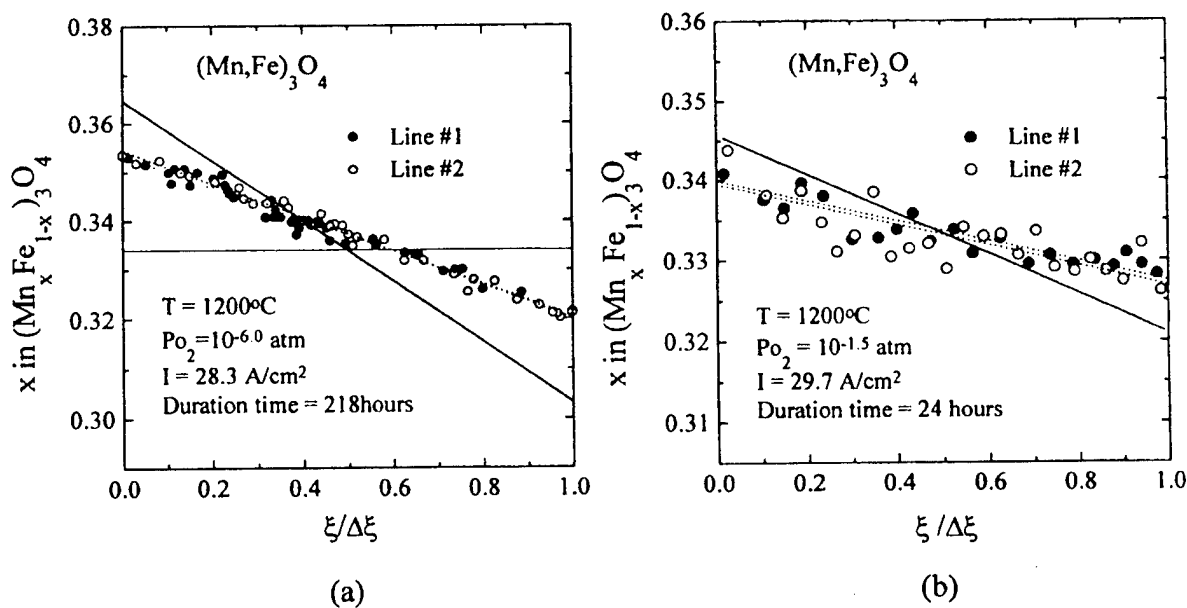 0.38
0.36
0.34
0.32
0.30
x in (MnxFe1-x)3O4
(Mn,Fe)3O4
Line #1
Line #2
T = 1200°C
Po2=10-6.0 atm
I = 28.3 A/cm2
Duration time = 218hours
0.0 0.2 0.4 0.6 0.8 1.0
ξ/Δξ
(a)
0.36
0.35
0.34
0.33
0.32
0.31
x in (MnxFe1-x)3O4
(Mn,Fe)3O4
Line #1
Line #2
T = 1200°C
Po2 = 10-1.5 atm
I = 29.7 A/cm2
Duration time = 24 hours
0.0 0.2 0.4 0.6 0.8 1.0
ξ /Δξ
(b)